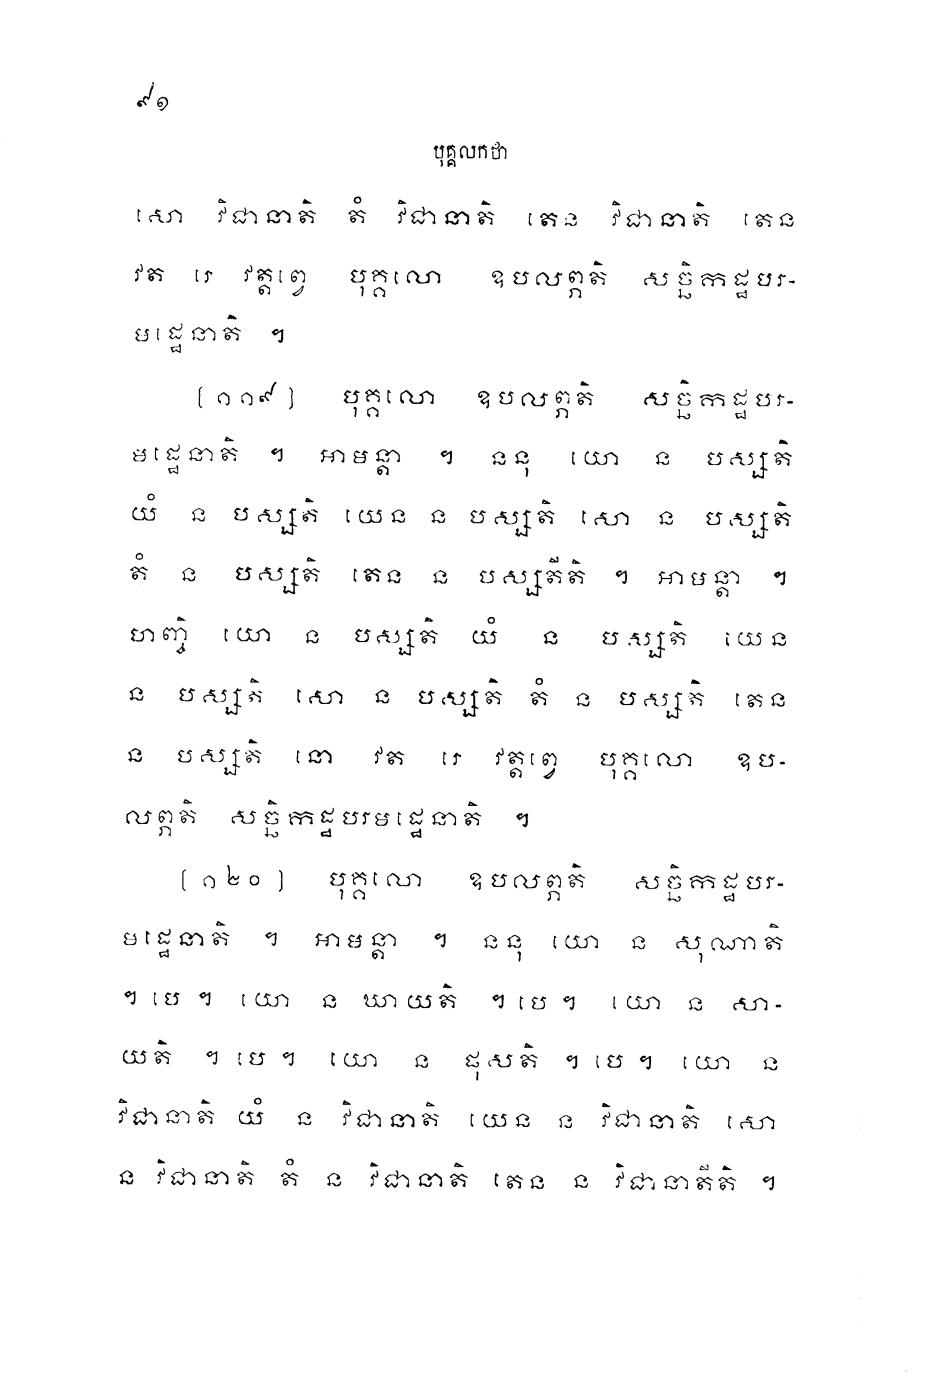 ៩១
បុគ្គលកថា
សោ វិជានាតិ តំ វិជានាតិ តេន វិជានាតិ តេន
វត រេ វត្តព្វេ បុគ្គលោ ឧបលព្ភតិ សច្ឆិកដ្ឋបរ-
មដ្ឋេនាតិ ។
(១១៩) បុគ្គលោ ឧបលព្ភតិ សច្ឆិកដ្ឋបរ-
មដ្ឋេនាតិ ។ អាមន្តា ។ ននុ យោ ន បស្សតិ
យំ ន បស្សតិ យេន ន បស្សតិ សោ ន បស្សតិ
តំ ន បស្សតិ តេន ន បស្សតីតិ ។ អាមន្តា ។
ហញ្ចិ យោ ន បស្សតិ យំ ន បស្សតិ យេន
ន បស្សតិ សោ ន បស្សតិ តំ ន បស្សតិ តេន
ន បស្សតិ នោ វត រេ វត្តព្វេ បុគ្គលោ ឧប-
លព្ភតិ សច្ឆិកដ្ឋបរមដ្ឋេនាតិ ។
(១២០) បុគ្គលោ ឧបលព្ភតិ សច្ឆិកដ្ឋបរ-
មដ្ឋេនាតិ ។ អាមន្តា ។ ននុ យោ ន សុណាតិ
។បេ។ យោ ន ឃាយតិ ។បេ។ យោ ន សា-
យតិ ។បេ។ យោ ន ផុសតិ ។បេ។ យោ ន
វិជានាតិ យំ ន វិជានាតិ យេន ន វិជានាតិ សោ
ន វិជានាតិ តំ ន វិជានាតិ តេន ន វិជានាតីតិ ។